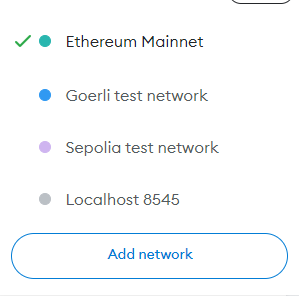 Ethereum Mainnet
Goerli test network
Sepolia test network
Localhost 8545
Add network